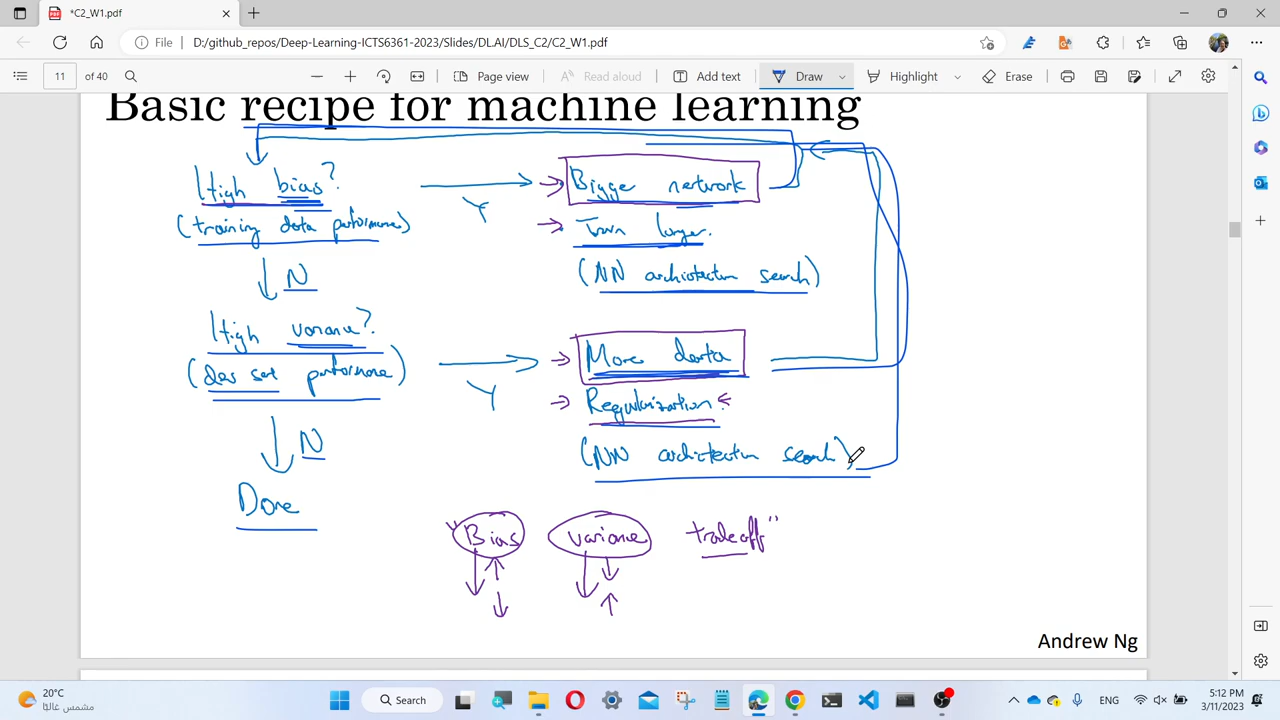 *C2_W1.pdf
File
D:/github_repos/Deep-Learning-ICTS6361-2023/Slides/DL.AI/DLS_C2/C2_W1.pdf
11 of 40
Page view
Read aloud
Add text
Draw
Highlight
Erase
Basic recipe for machine learning
High bias?
(training data performance)
Y
Bigger network
Train longer.
(NN architecture search)
N
High variance?
(dev set performance)
Y
More data
Regularization.
(NN architecture search)
N
Done
"Bias variance tradeoff"
Andrew Ng
20°C
مشمس غالبًا
Search
ENG
5:12 PM
3/11/2023